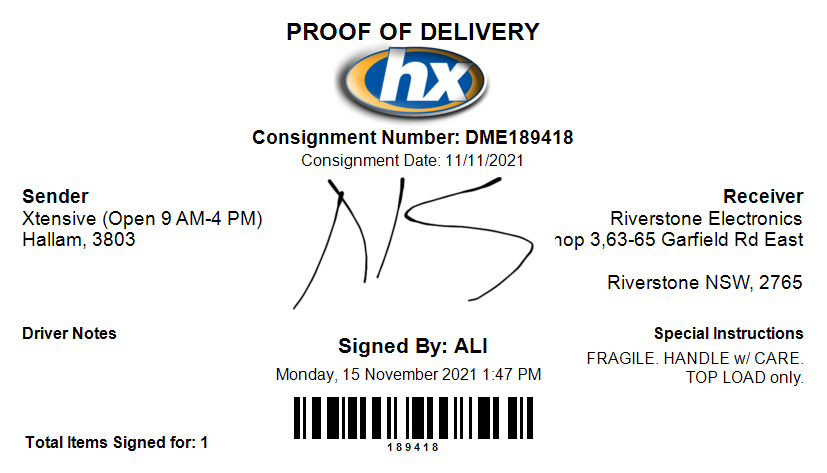 PROOF OF DELIVERY
hx
Consignment Number: DME189418
Consignment Date: 11/11/2021
Sender
Xtensive (Open 9 AM-4 PM)
Hallam, 3803
Receiver
Riverstone Electronics
3,63-65 Garfield Rd East
Riverstone NSW, 2765
Driver Notes
Signed By: ALI
Monday, 15 November 2021 1:47 PM
Special Instructions
FRAGILE. HANDLE w/ CARE.
TOP LOAD only.
189418
Total Items Signed for: 1